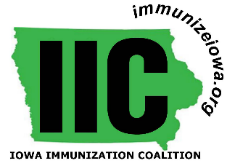 immunizeiowa.org
IIC
IOWA IMMUNIZATION COALITION